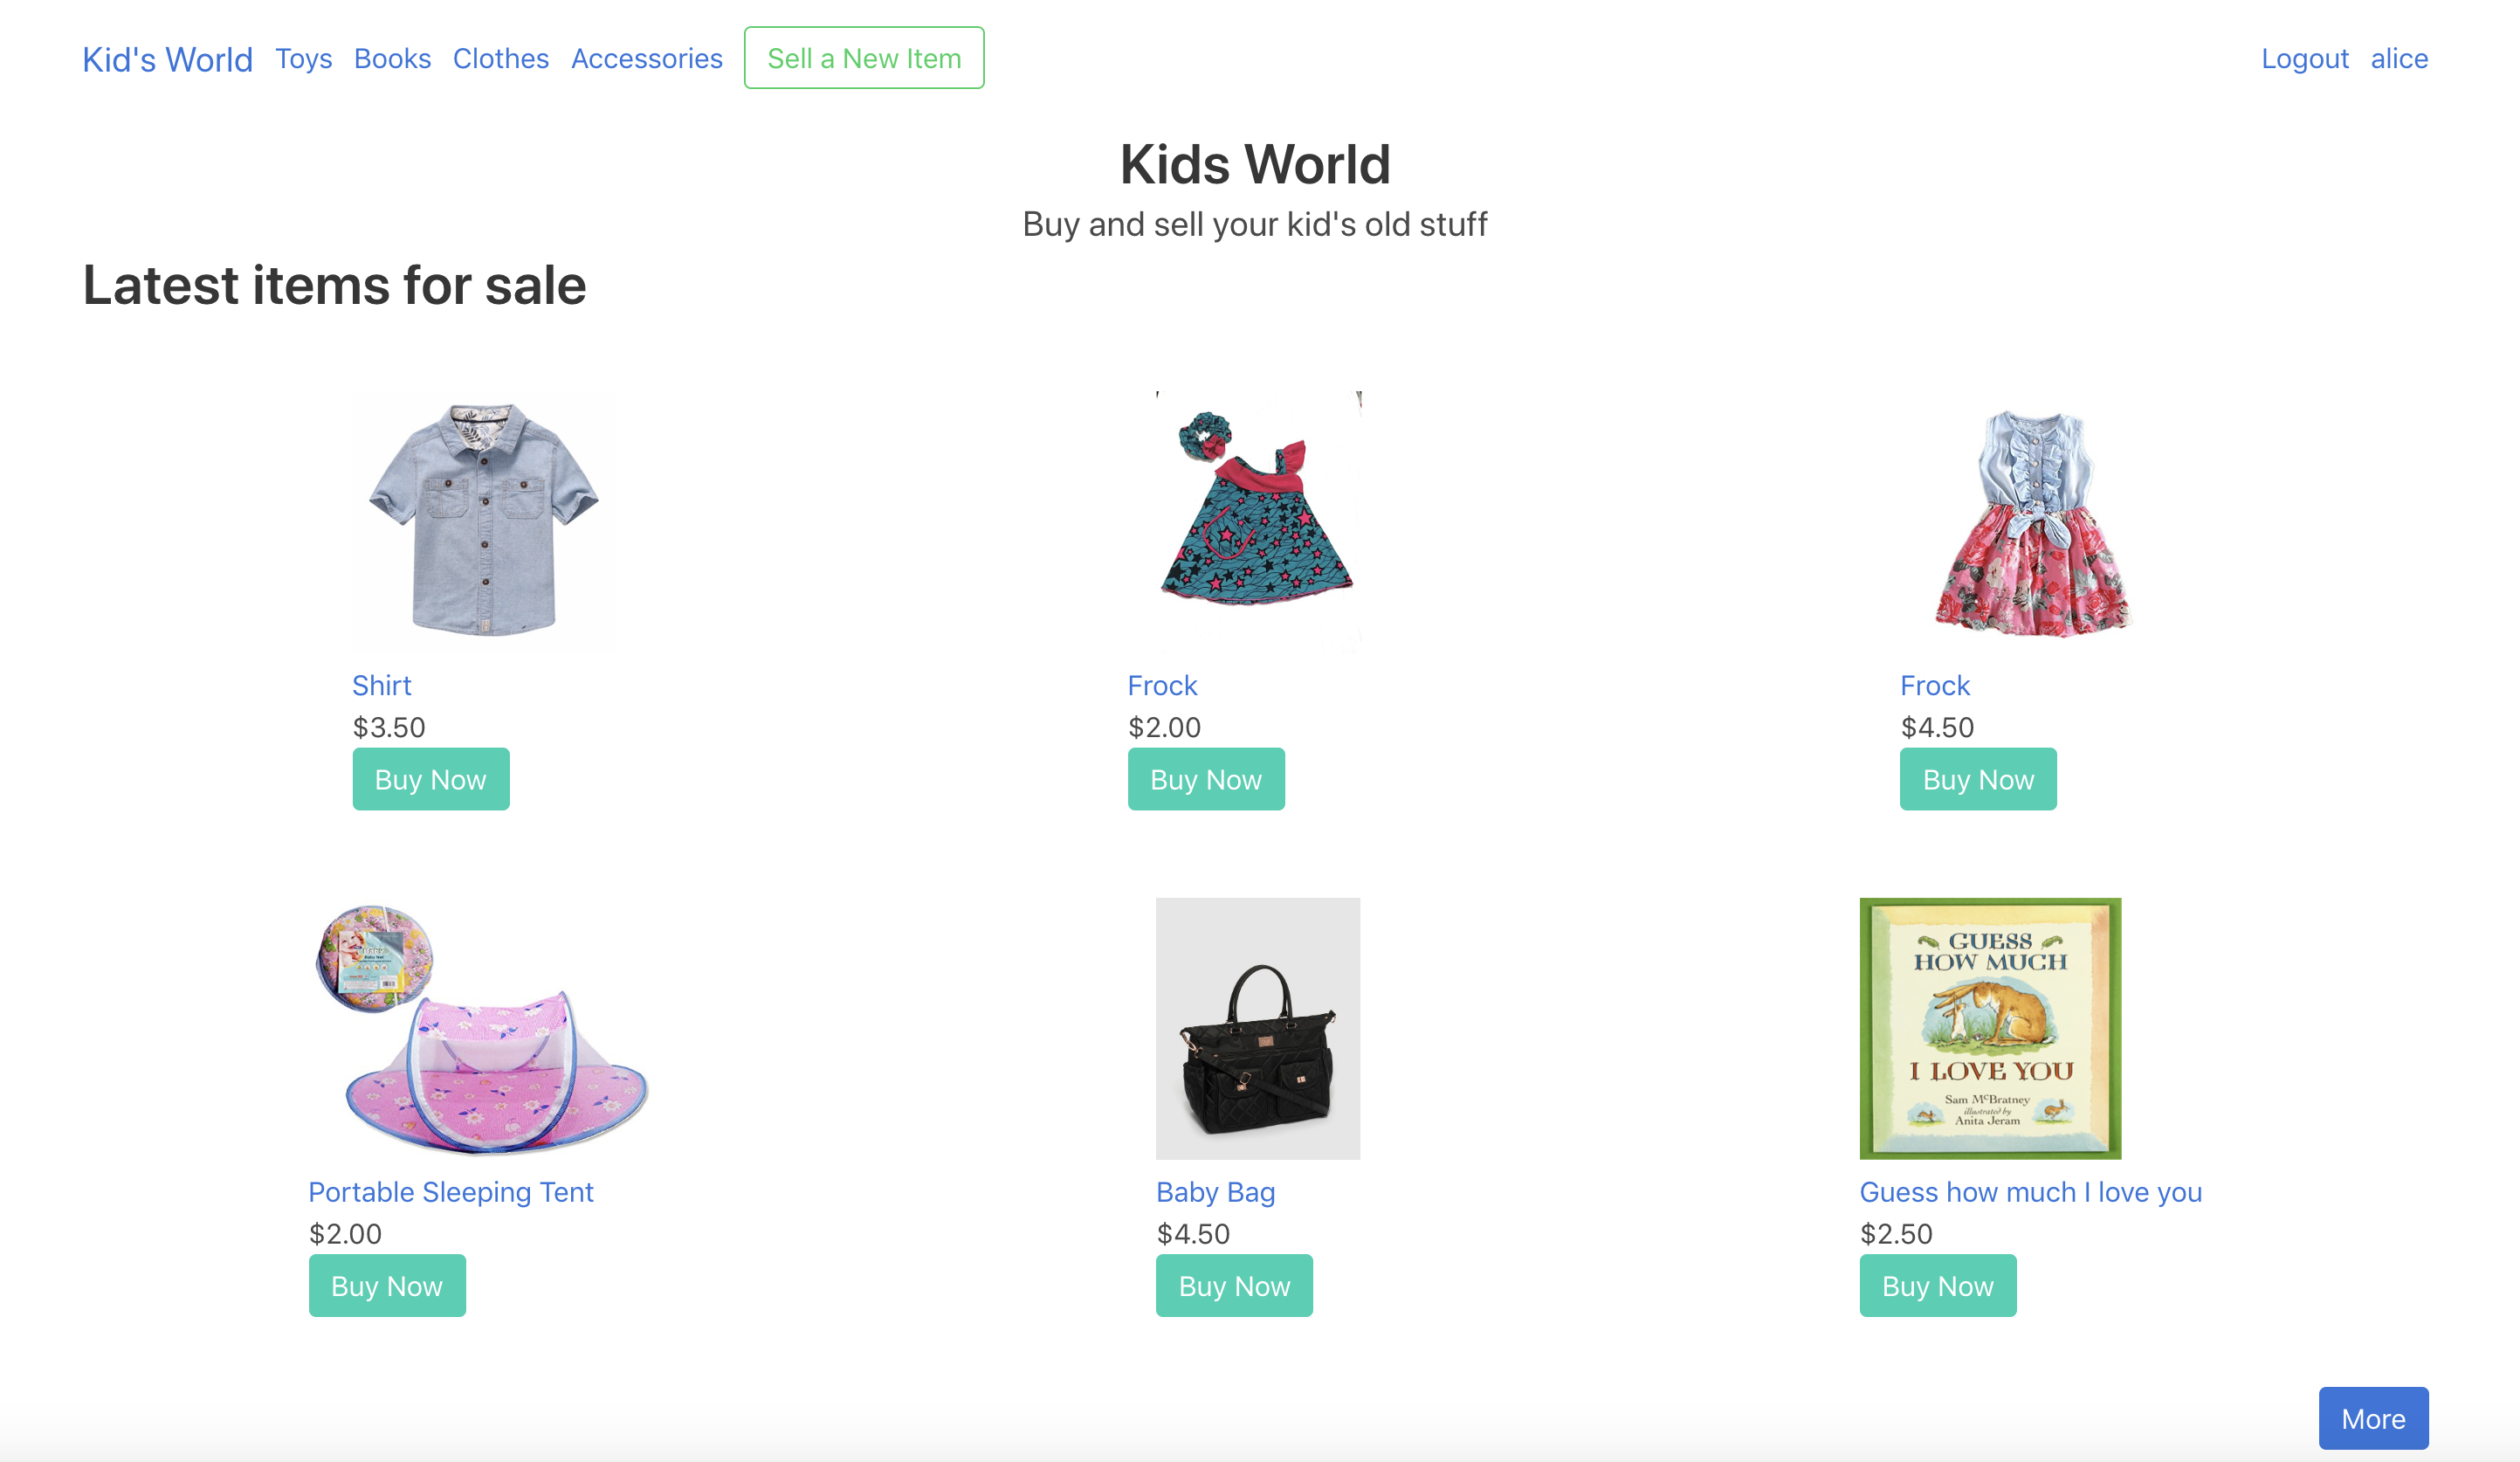 Kid's World Toys Books Clothes Accessories Sell a New Item Logout alice
Kids World
Buy and sell your kid's old stuff
Latest items for sale
Shirt
$3.50
Buy Now
Frock
$2.00
Buy Now
Frock
$4.50
Buy Now
Portable Sleeping Tent
$2.00
Buy Now
Baby Bag
$4.50
Buy Now
GUESS
HOW MUCH
I LOVE YOU
Sam McBratney
illustrated by
Anita Jeram
Guess how much I love you
$2.50
Buy Now
More